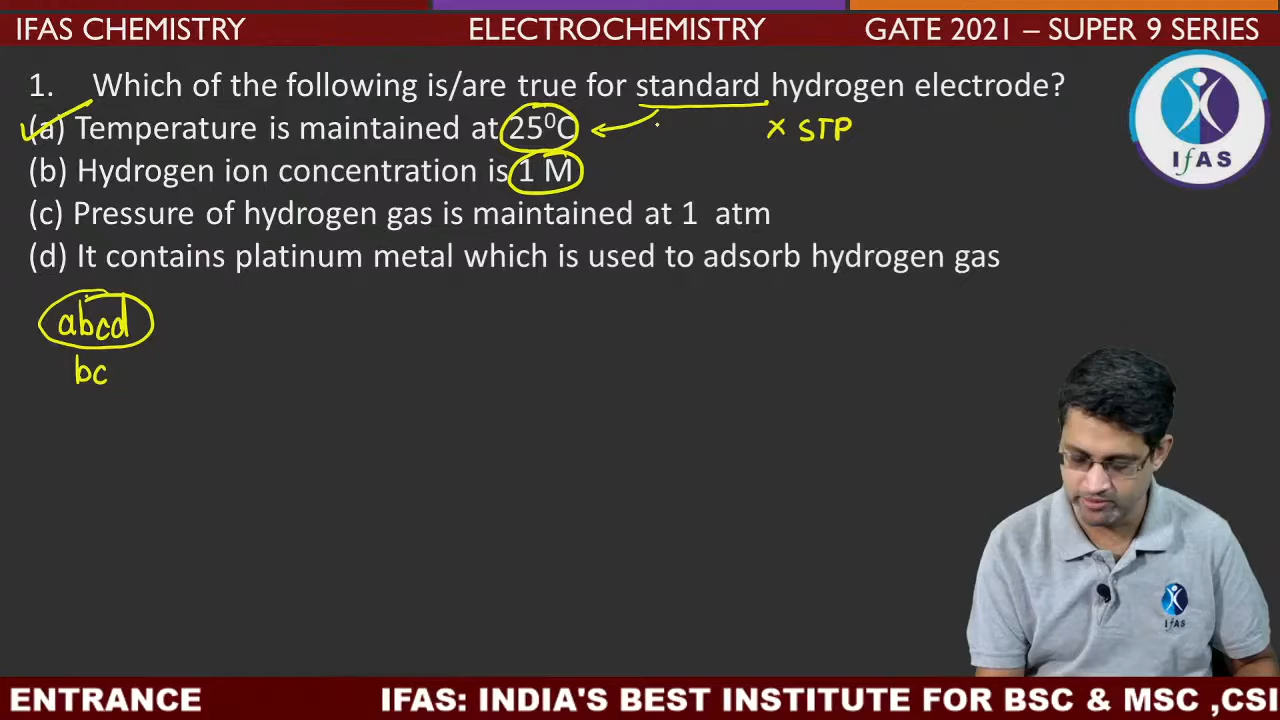 IFAS CHEMISTRY ELECTROCHEMISTRY GATE 2021 – SUPER 9 SERIES
1. Which of the following is/are true for standard hydrogen electrode?
(a) Temperature is maintained at 25⁰C × STP
(b) Hydrogen ion concentration is 1 M
(c) Pressure of hydrogen gas is maintained at 1 atm
(d) It contains platinum metal which is used to adsorb hydrogen gas
IfAS
abcd
bc
IfAS
ENTRANCE IFAS: INDIA'S BEST INSTITUTE FOR BSC & MSC ,CSI